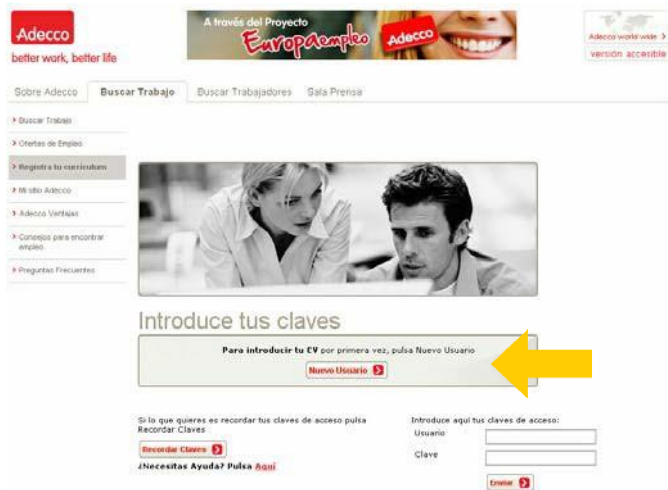 Adecco
better work, better life
A través del Proyecto
Europaempleo
Adecco
Adecco world wide >
versión accesible
Sobre Adecco
Buscar Trabajo
Buscar Trabajadores
Sala Prensa
> Buscar Trabajo
> Ofertas de Empleo
> Registra tu curriculum
> Mi sitio Adecco
> Adecco Ventajas
> Consejos para encontrar
empleo
> Preguntas Frecuentes
Introduce tus claves
Para introducir tu CV por primera vez, pulsa Nuevo Usuario
Nuevo Usuario
Si lo que quieres es recordar tus claves de acceso pulsa
Recordar Claves
Recordar Claves
¿Necesitas Ayuda? Pulsa Aquí
Introduce aquí tus claves de acceso:
Usuario
Clave
Enviar